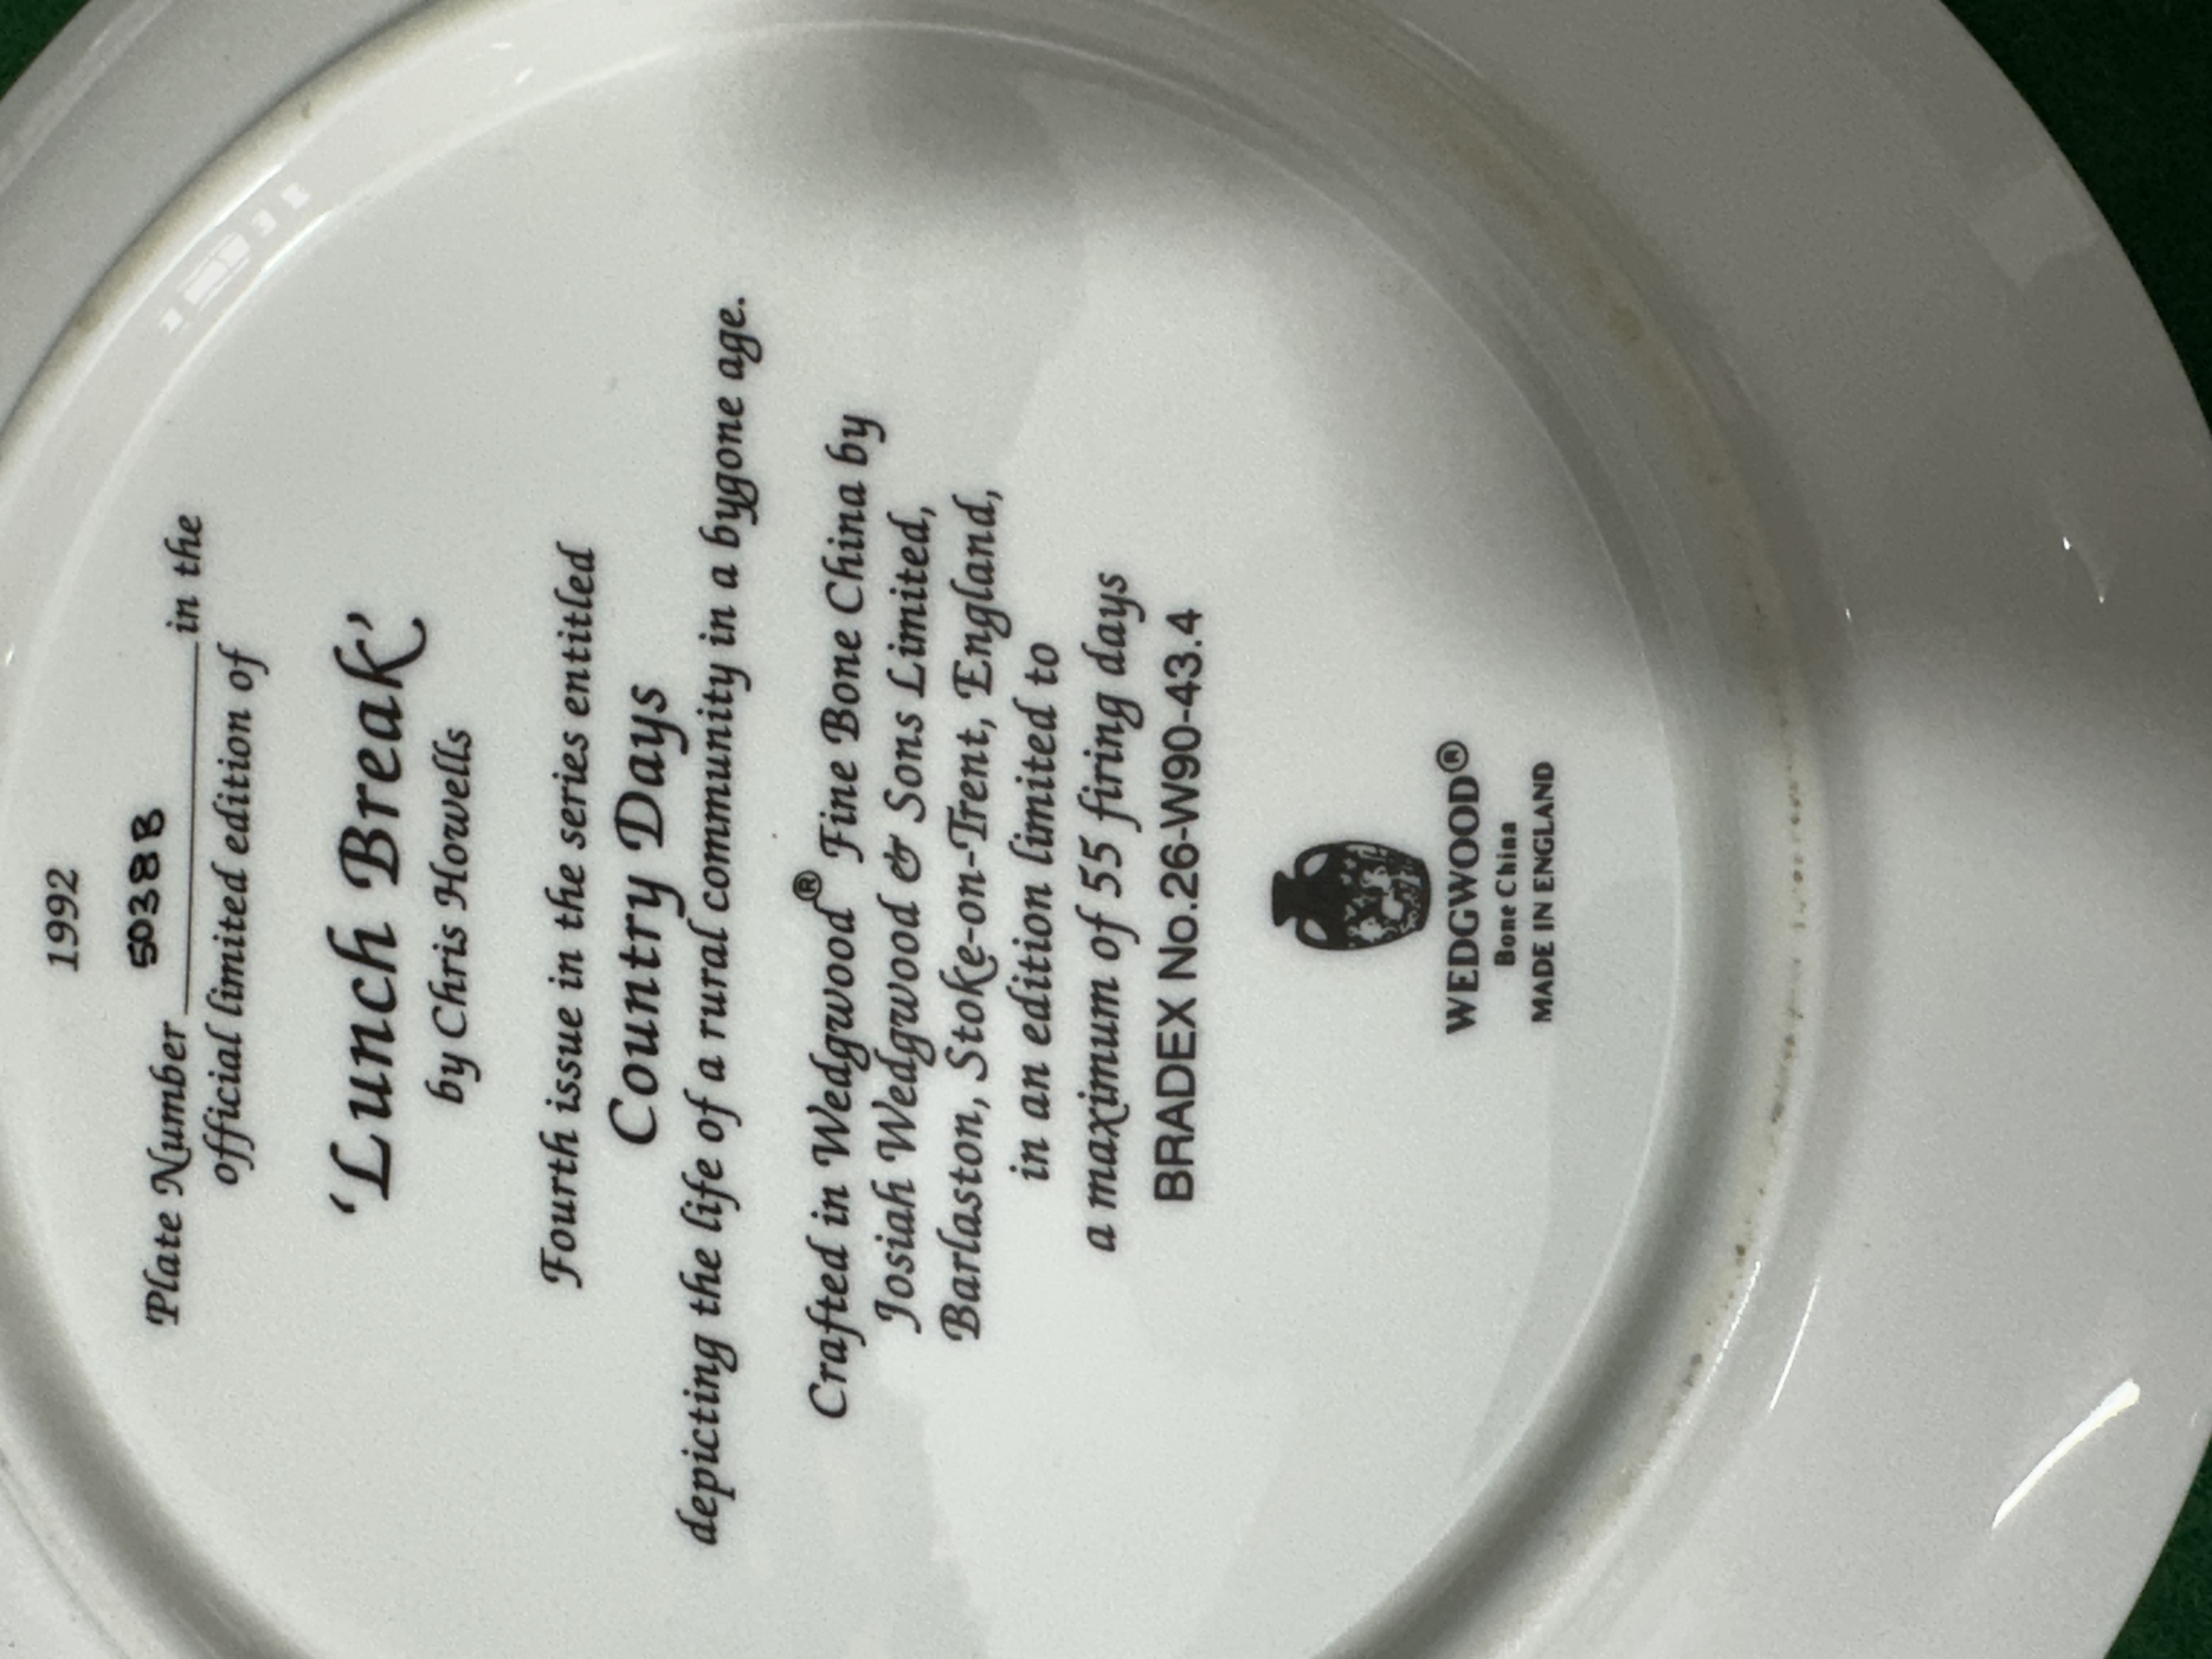 1992
Plate Number 5038B in the
official limited edition of
'Lunch Break'
by Chris Howells
Fourth issue in the series entitled
Country Days
depicting the life of a rural community in a bygone age.
Crafted in Wedgwood® Fine Bone China by
Josiah Wedgwood & Sons Limited,
Barlaston, Stoke-on-Trent, England,
in an edition limited to
a maximum of 55 firing days
BRADEX No.26-W90-43.4
WEDGWOOD®
Bone China
MADE IN ENGLAND